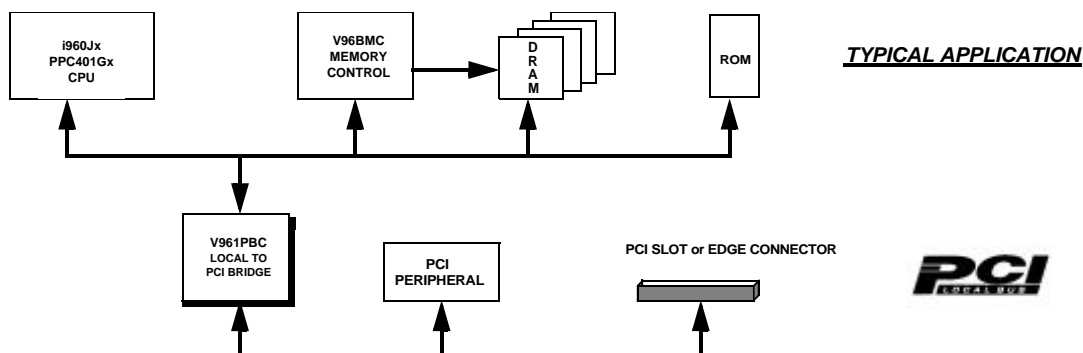 i960Jx
PPC401Gx
CPU
V96BMC
MEMORY
CONTROL
D
R
A
M
ROM
TYPICAL APPLICATION
V961PBC
LOCAL TO
PCI BRIDGE
PCI
PERIPHERAL
PCI SLOT or EDGE CONNECTOR
PCI
LOCAL BUS